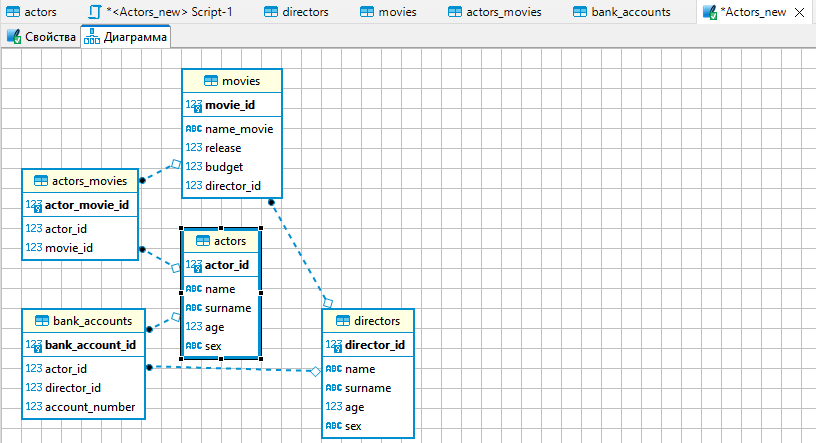 actors *<Actors_new> Script-1 directors movies actors_movies bank_accounts *Actors_new
Свойства Диаграмма
movies
123 movie_id
ABC name_movie
123 release
123 budget
123 director_id
actors_movies
123 actor_movie_id
123 actor_id
123 movie_id
actors
123 actor_id
ABC name
ABC surname
123 age
ABC sex
bank_accounts
123 bank_account_id
123 actor_id
123 director_id
123 account_number
directors
123 director_id
ABC name
ABC surname
123 age
ABC sex